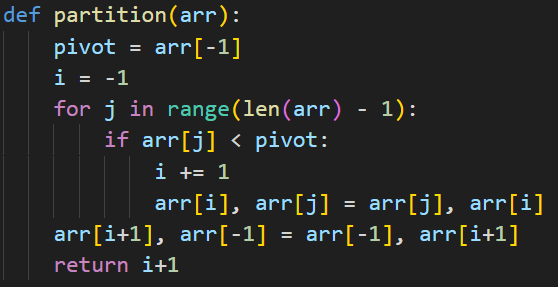 def partition(arr):
    pivot = arr[-1]
    i = -1
    for j in range(len(arr) - 1):
        if arr[j] < pivot:
            i += 1
            arr[i], arr[j] = arr[j], arr[i]
    arr[i+1], arr[-1] = arr[-1], arr[i+1]
    return i+1